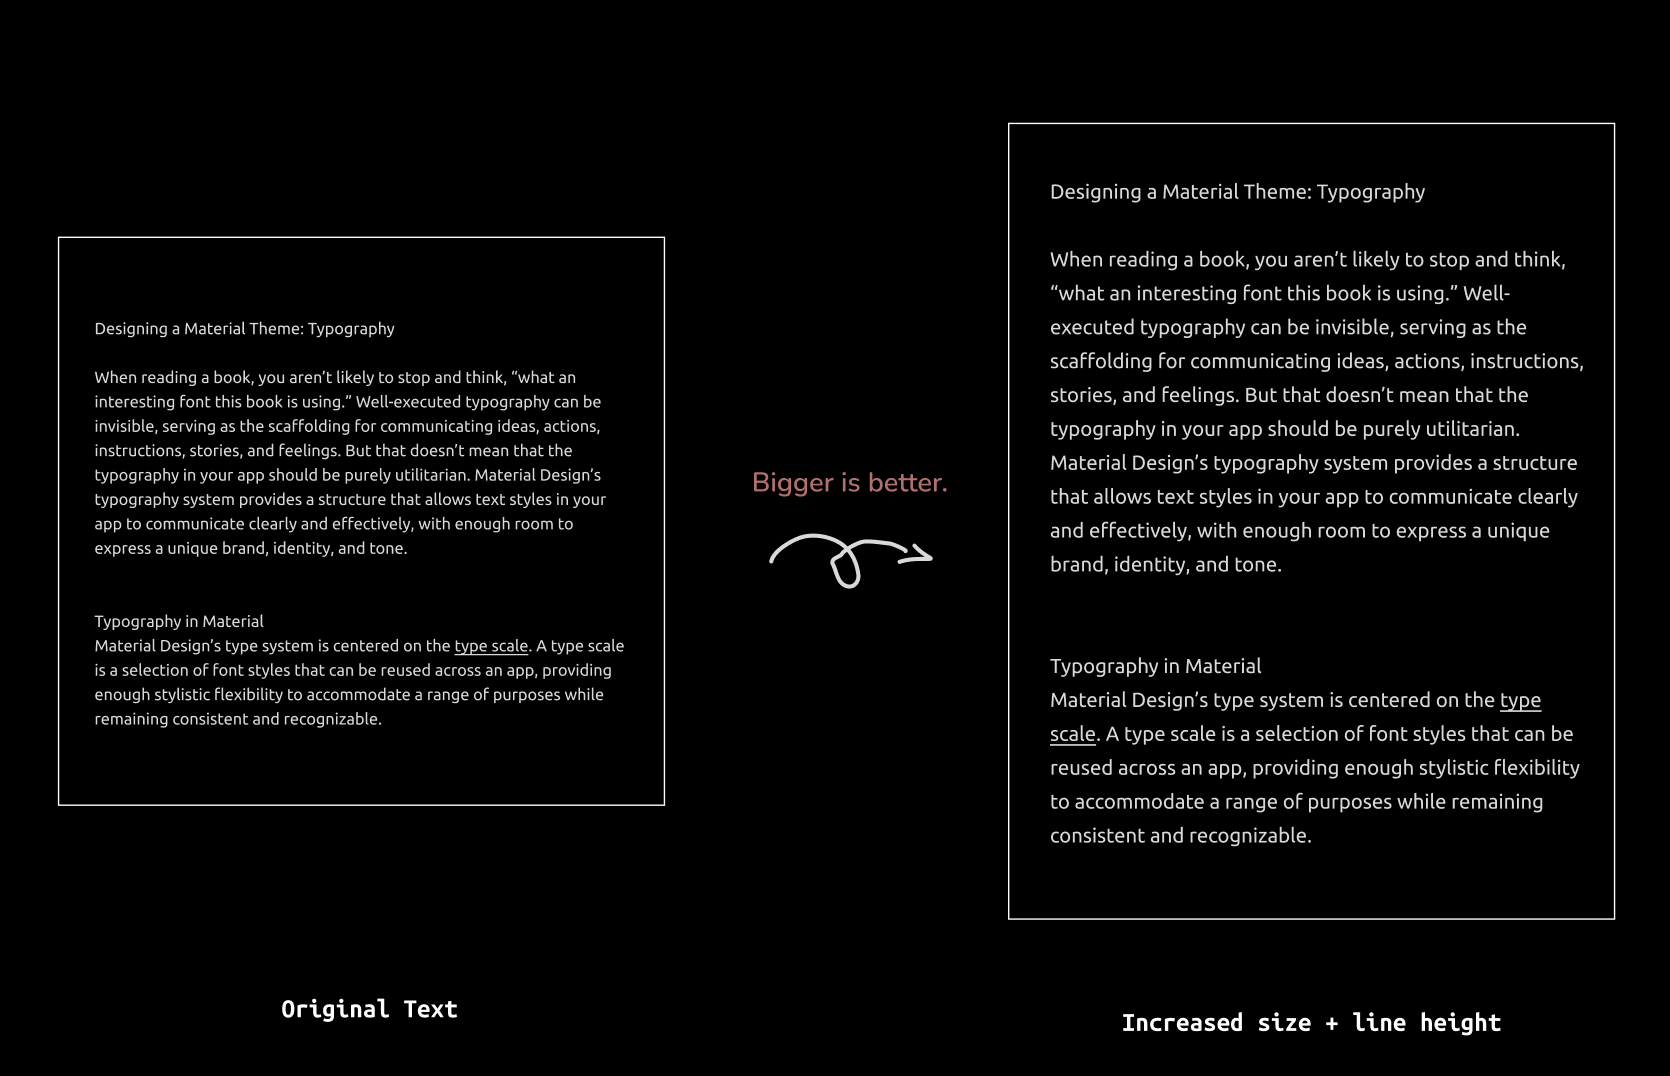 Designing a Material Theme: Typography
When reading a book, you aren’t likely to stop and think, “what an
interesting font this book is using.” Well-executed typography can be
invisible, serving as the scaffolding for communicating ideas, actions,
instructions, stories, and feelings. But that doesn’t mean that the
typography in your app should be purely utilitarian. Material Design’s
typography system provides a structure that allows text styles in your
app to communicate clearly and effectively, with enough room to
express a unique brand, identity, and tone.
Typography in Material
Material Design’s type system is centered on the type scale. A type scale
is a selection of font styles that can be reused across an app, providing
enough stylistic flexibility to accommodate a range of purposes while
remaining consistent and recognizable.
Original Text
Bigger is better.
Designing a Material Theme: Typography
When reading a book, you aren’t likely to stop and think,
“what an interesting font this book is using.” Well-
executed typography can be invisible, serving as the
scaffolding for communicating ideas, actions, instructions,
stories, and feelings. But that doesn’t mean that the
typography in your app should be purely utilitarian.
Material Design’s typography system provides a structure
that allows text styles in your app to communicate clearly
and effectively, with enough room to express a unique
brand, identity, and tone.
Typography in Material
Material Design’s type system is centered on the type
scale. A type scale is a selection of font styles that can be
reused across an app, providing enough stylistic flexibility
to accommodate a range of purposes while remaining
consistent and recognizable.
Increased size + line height